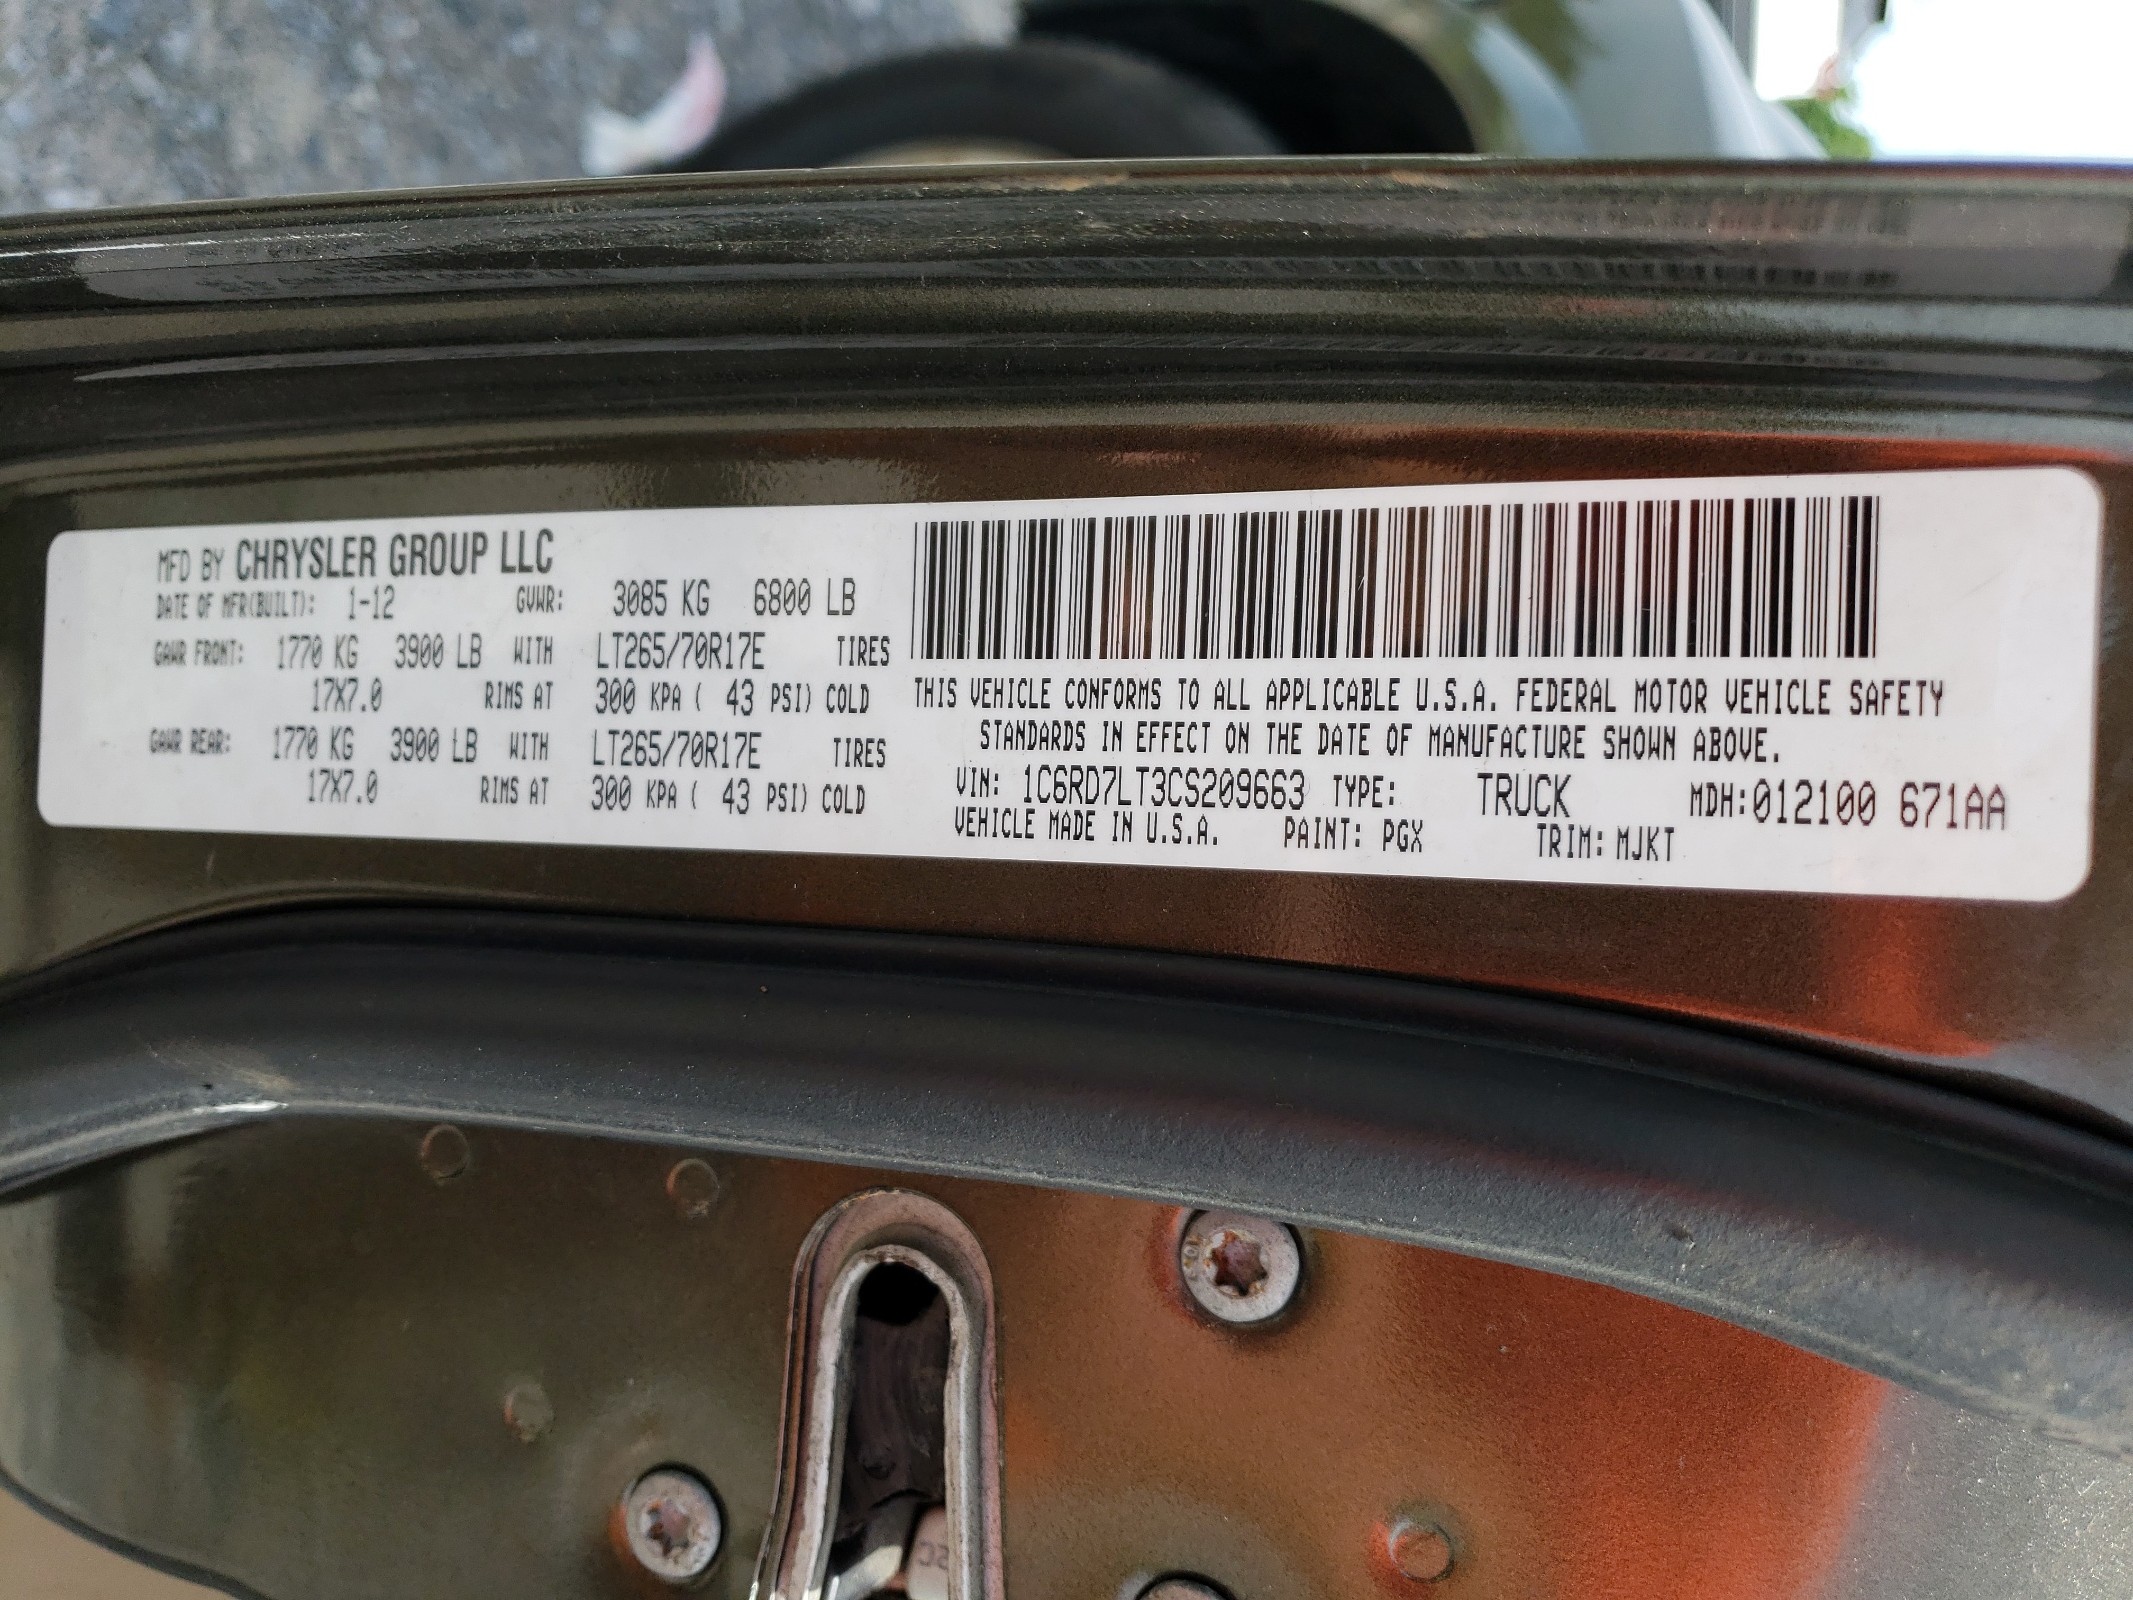 MFD BY CHRYSLER GROUP LLC
DATE OF MFR(BUILT): 1-12 GVWR: 3085 KG 6800 LB
GAWR FRONT: 1770 KG 3900 LB WITH LT265/70R17E TIRES
17X7.0 RIMS AT 300 KPA ( 43 PSI) COLD
GAWR REAR: 1770 KG 3900 LB WITH LT265/70R17E TIRES
17X7.0 RIMS AT 300 KPA ( 43 PSI) COLD
THIS VEHICLE CONFORMS TO ALL APPLICABLE U.S.A. FEDERAL MOTOR VEHICLE SAFETY
STANDARDS IN EFFECT ON THE DATE OF MANUFACTURE SHOWN ABOVE.
VIN: 1C6RD7LT3CS209663 TYPE: TRUCK MDH:012100 671AA
VEHICLE MADE IN U.S.A. PAINT: PGX TRIM: MJKT